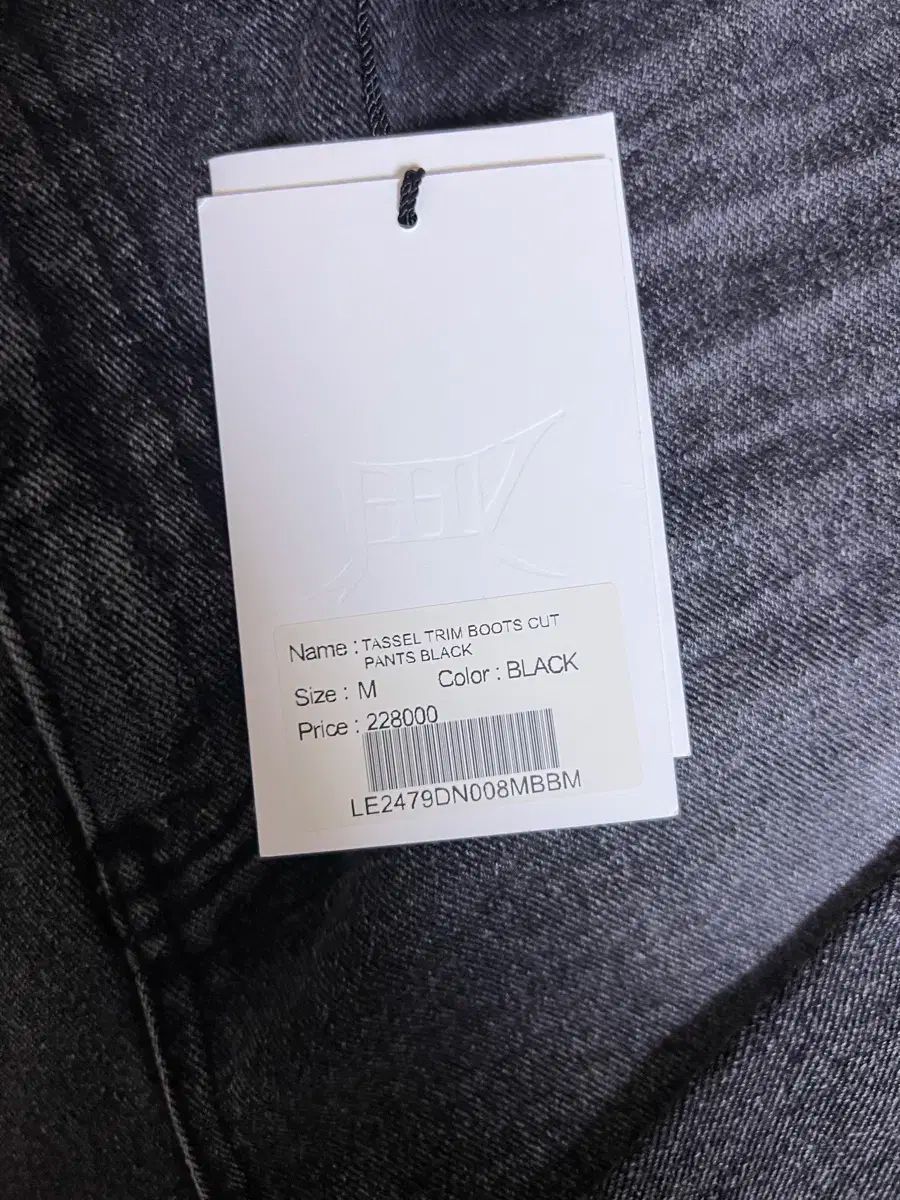 Name : TASSEL TRIM BOOTS CUT
PANTS BLACK
Size : M Color : BLACK
Price : 228000
LE2479DN008MBBM